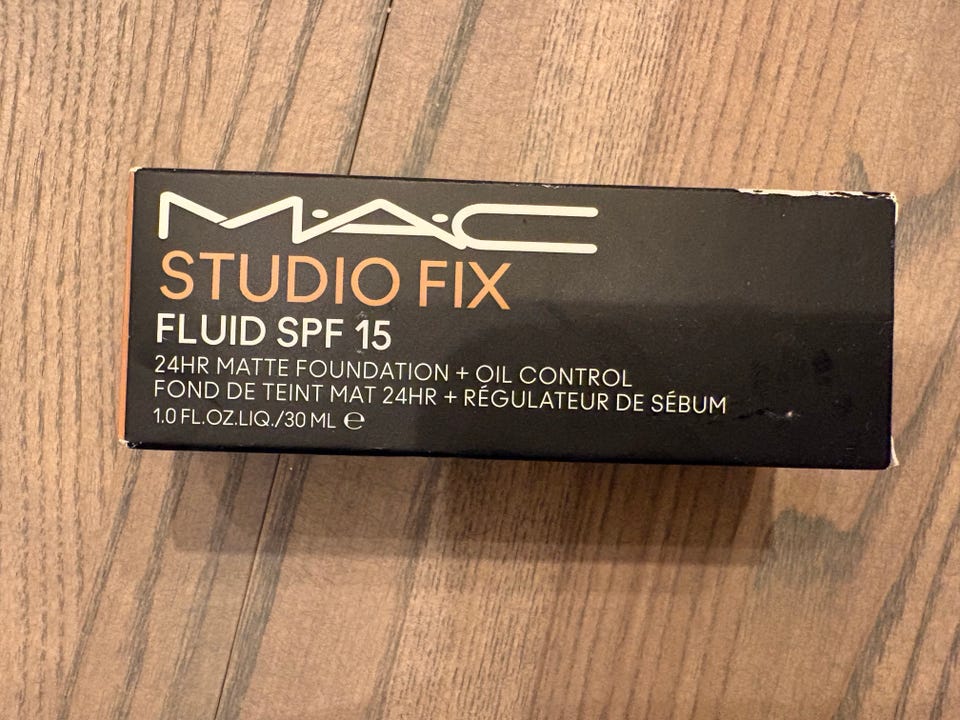 M·A·C
STUDIO FIX
FLUID SPF 15
24HR MATTE FOUNDATION + OIL CONTROL
FOND DE TEINT MAT 24HR + RÉGULATEUR DE SÉBUM
1.0 FL.OZ.LIQ./30 ML ℮